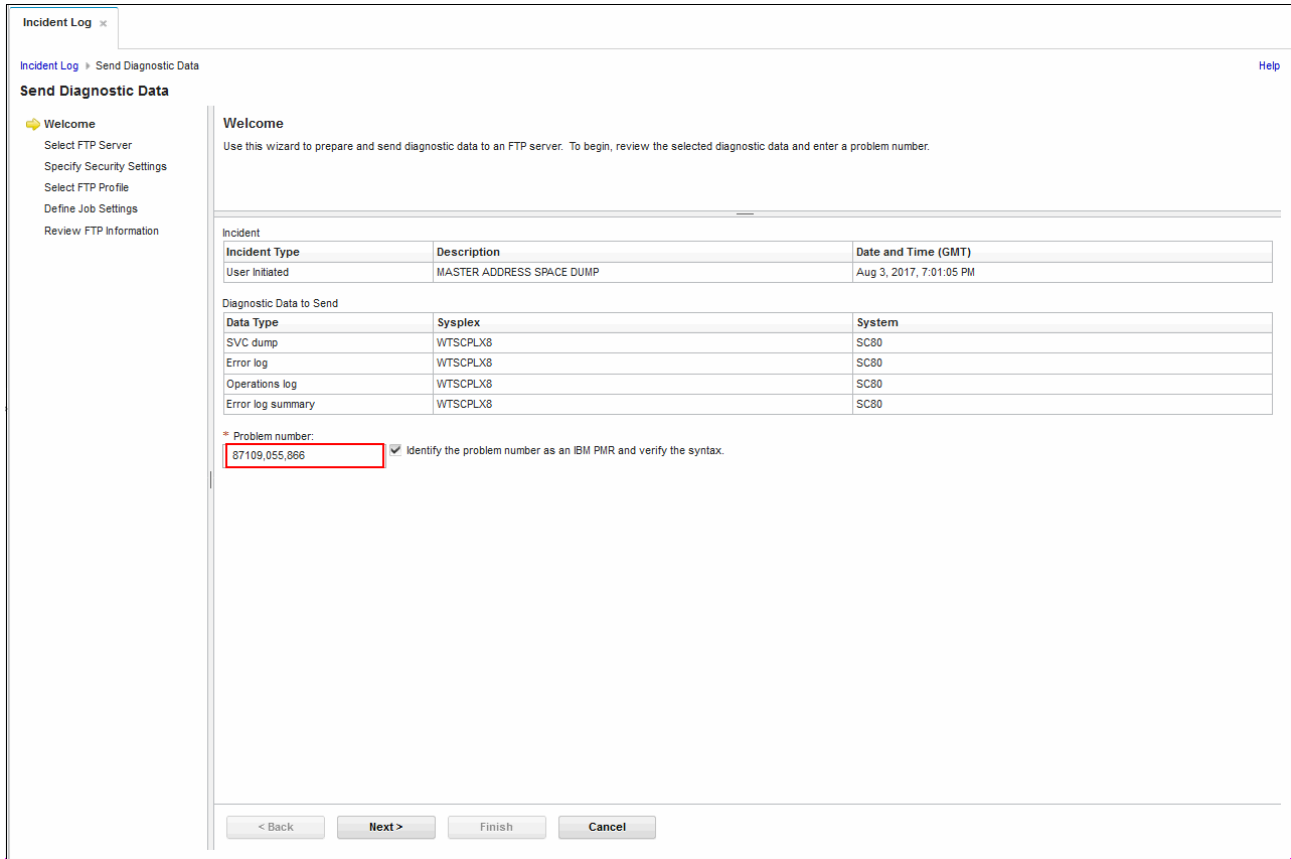 Incident Log ×
Incident Log Send Diagnostic Data Help
Send Diagnostic Data
Welcome
Select FTP Server
Specify Security Settings
Select FTP Profile
Define Job Settings
Review FTP Information
Welcome
Use this wizard to prepare and send diagnostic data to an FTP server. To begin, review the selected diagnostic data and enter a problem number.
Incident
Incident Type Description Date and Time (GMT)
User Initiated MASTER ADDRESS SPACE DUMP Aug 3, 2017, 7:01:05 PM
Diagnostic Data to Send
Data Type Sysplex System
SVC dump WTSCPLX8 SC80
Error log WTSCPLX8 SC80
Operations log WTSCPLX8 SC80
Error log summary WTSCPLX8 SC80
* Problem number:
87109,055,866 Identify the problem number as an IBM PMR and verify the syntax.
< Back Next > Finish Cancel